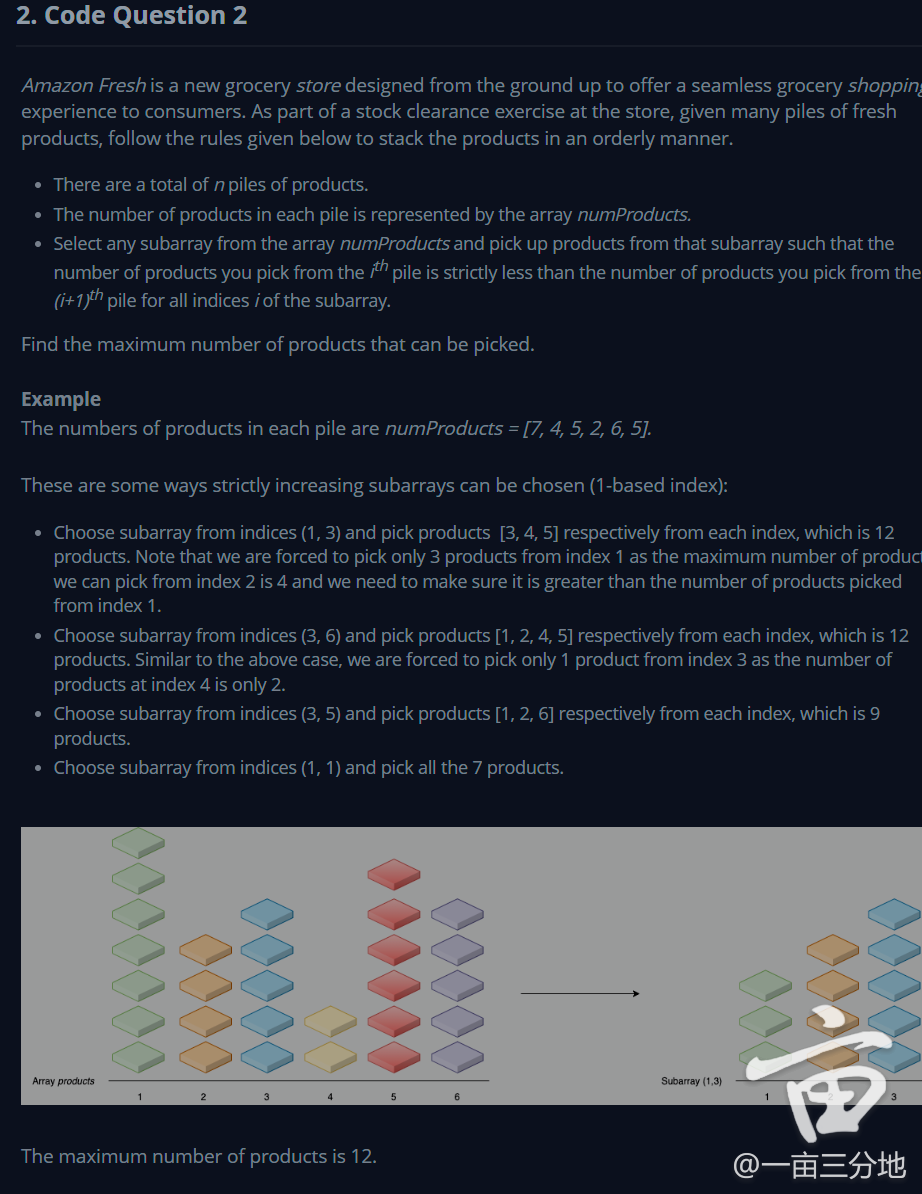 2. Code Question 2
Amazon Fresh is a new grocery store designed from the ground up to offer a seamless grocery shopping
experience to consumers. As part of a stock clearance exercise at the store, given many piles of fresh
products, follow the rules given below to stack the products in an orderly manner.
• There are a total of n piles of products.
• The number of products in each pile is represented by the array numProducts.
• Select any subarray from the array numProducts and pick up products from that subarray such that the
number of products you pick from the ith pile is strictly less than the number of products you pick from the
(i+1)th pile for all indices i of the subarray.
Find the maximum number of products that can be picked.
Example
The numbers of products in each pile are numProducts = [7, 4, 5, 2, 6, 5].
These are some ways strictly increasing subarrays can be chosen (1-based index):
• Choose subarray from indices (1, 3) and pick products [3, 4, 5] respectively from each index, which is 12
products. Note that we are forced to pick only 3 products from index 1 as the maximum number of product
we can pick from index 2 is 4 and we need to make sure it is greater than the number of products picked
from index 1.
• Choose subarray from indices (3, 6) and pick products [1, 2, 4, 5] respectively from each index, which is 12
products. Similar to the above case, we are forced to pick only 1 product from index 3 as the number of
products at index 4 is only 2.
• Choose subarray from indices (3, 5) and pick products [1, 2, 6] respectively from each index, which is 9
products.
• Choose subarray from indices (1, 1) and pick all the 7 products.
Array products 1 2 3 4 5 6
Subarray (1,3) 1 2 3
The maximum number of products is 12.
@一亩三分地